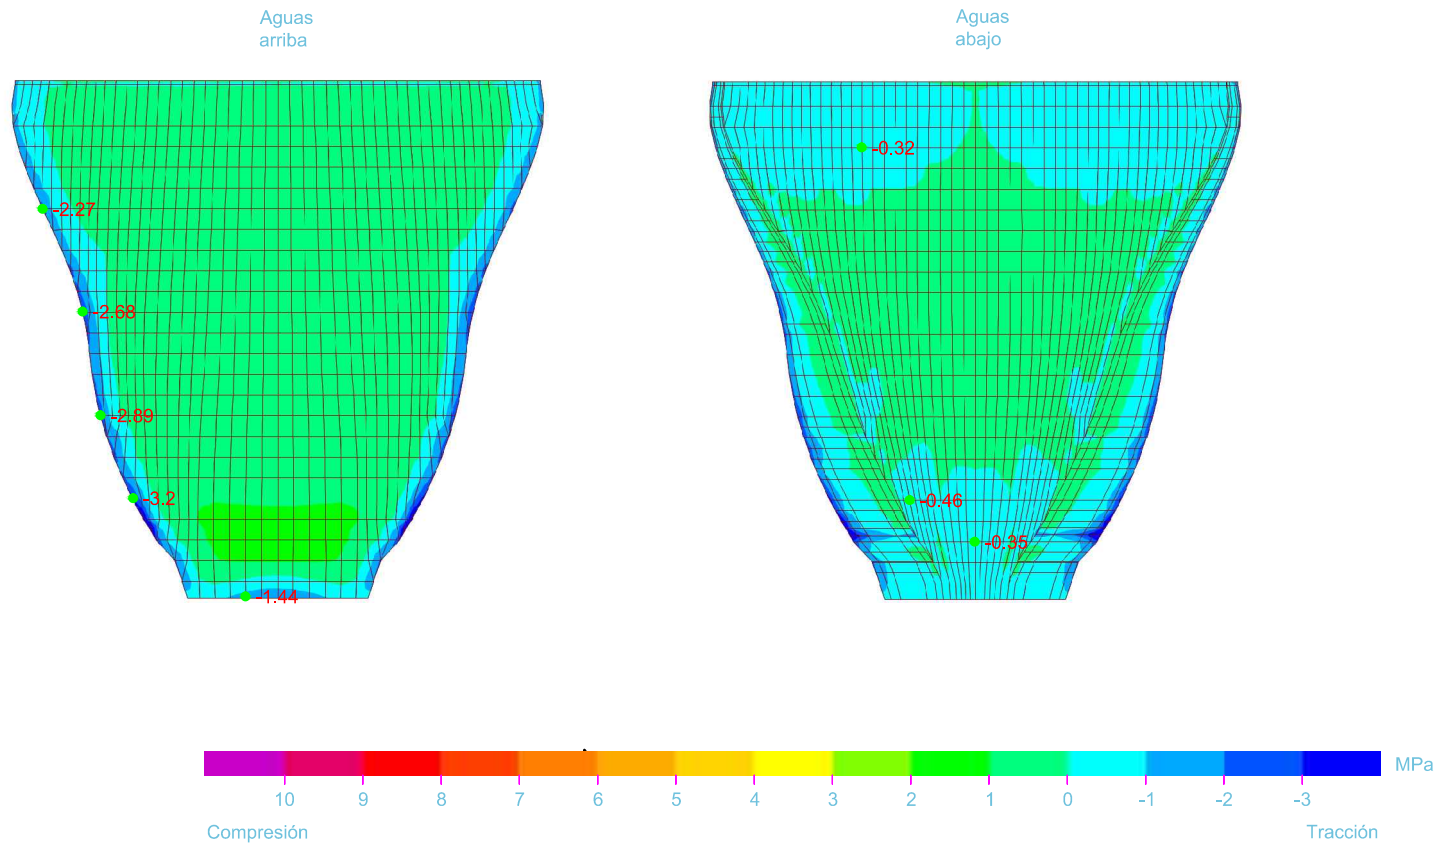 Aguas
arriba
Aguas
abajo
-0.32
-2.27
-2.68
-2.89
-3.2
-0.46
-0.35
-1.44
MPa
10 9 8 7 6 5 4 3 2 1 0 -1 -2 -3
Compresión
Tracción